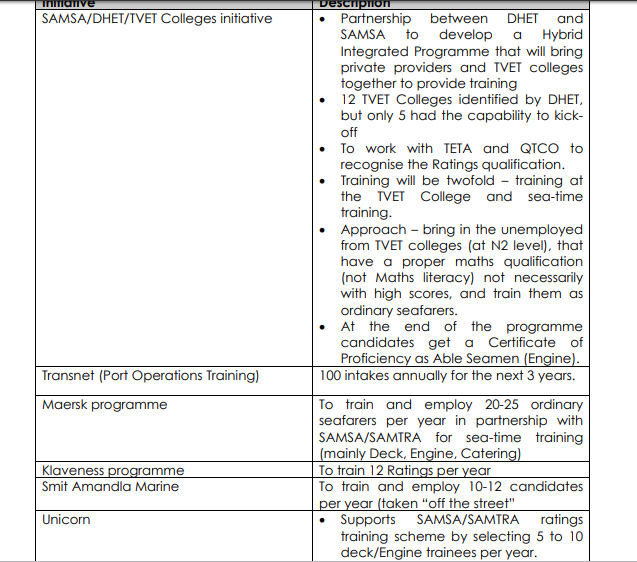 Initiative Description
SAMSA/DHET/TVET Colleges initiative
• Partnership between DHET and
SAMSA to develop a Hybrid
Integrated Programme that will bring
private providers and TVET colleges
together to provide training
• 12 TVET Colleges identified by DHET,
but only 5 had the capability to kick-
off
• To work with TETA and QTCO to
recognise the Ratings qualification.
• Training will be twofold – training at
the TVET College and sea-time
training.
• Approach – bring in the unemployed
from TVET colleges (at N2 level), that
have a proper maths qualification
(not Maths literacy) not necessarily
with high scores, and train them as
ordinary seafarers.
• At the end of the programme
candidates get a Certificate of
Proficiency as Able Seamen (Engine).
Transnet (Port Operations Training)
100 intakes annually for the next 3 years.
Maersk programme
To train and employ 20-25 ordinary
seafarers per year in partnership with
SAMSA/SAMTRA for sea-time training
(mainly Deck, Engine, Catering)
Klaveness programme
To train 12 Ratings per year
Smit Amandla Marine
To train and employ 10-12 candidates
per year (taken “off the street”
Unicorn
• Supports SAMSA/SAMTRA ratings
training scheme by selecting 5 to 10
deck/Engine trainees per year.